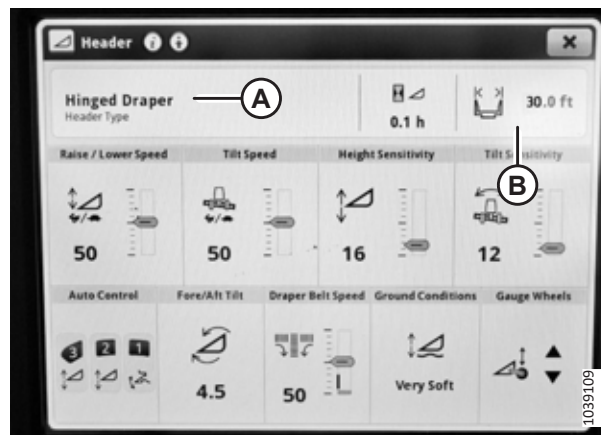 Header
Hinged Draper
Header Type
A
0.1 h
30.0 ft
B
Raise / Lower Speed
Tilt Speed
Height Sensitivity
Tilt Sensitivity
50
50
16
12
Auto Control
Fore/Aft Tilt
Draper Belt Speed
Ground Conditions
Gauge Wheels
3 2 1
4.5
50
Very Soft
1039109